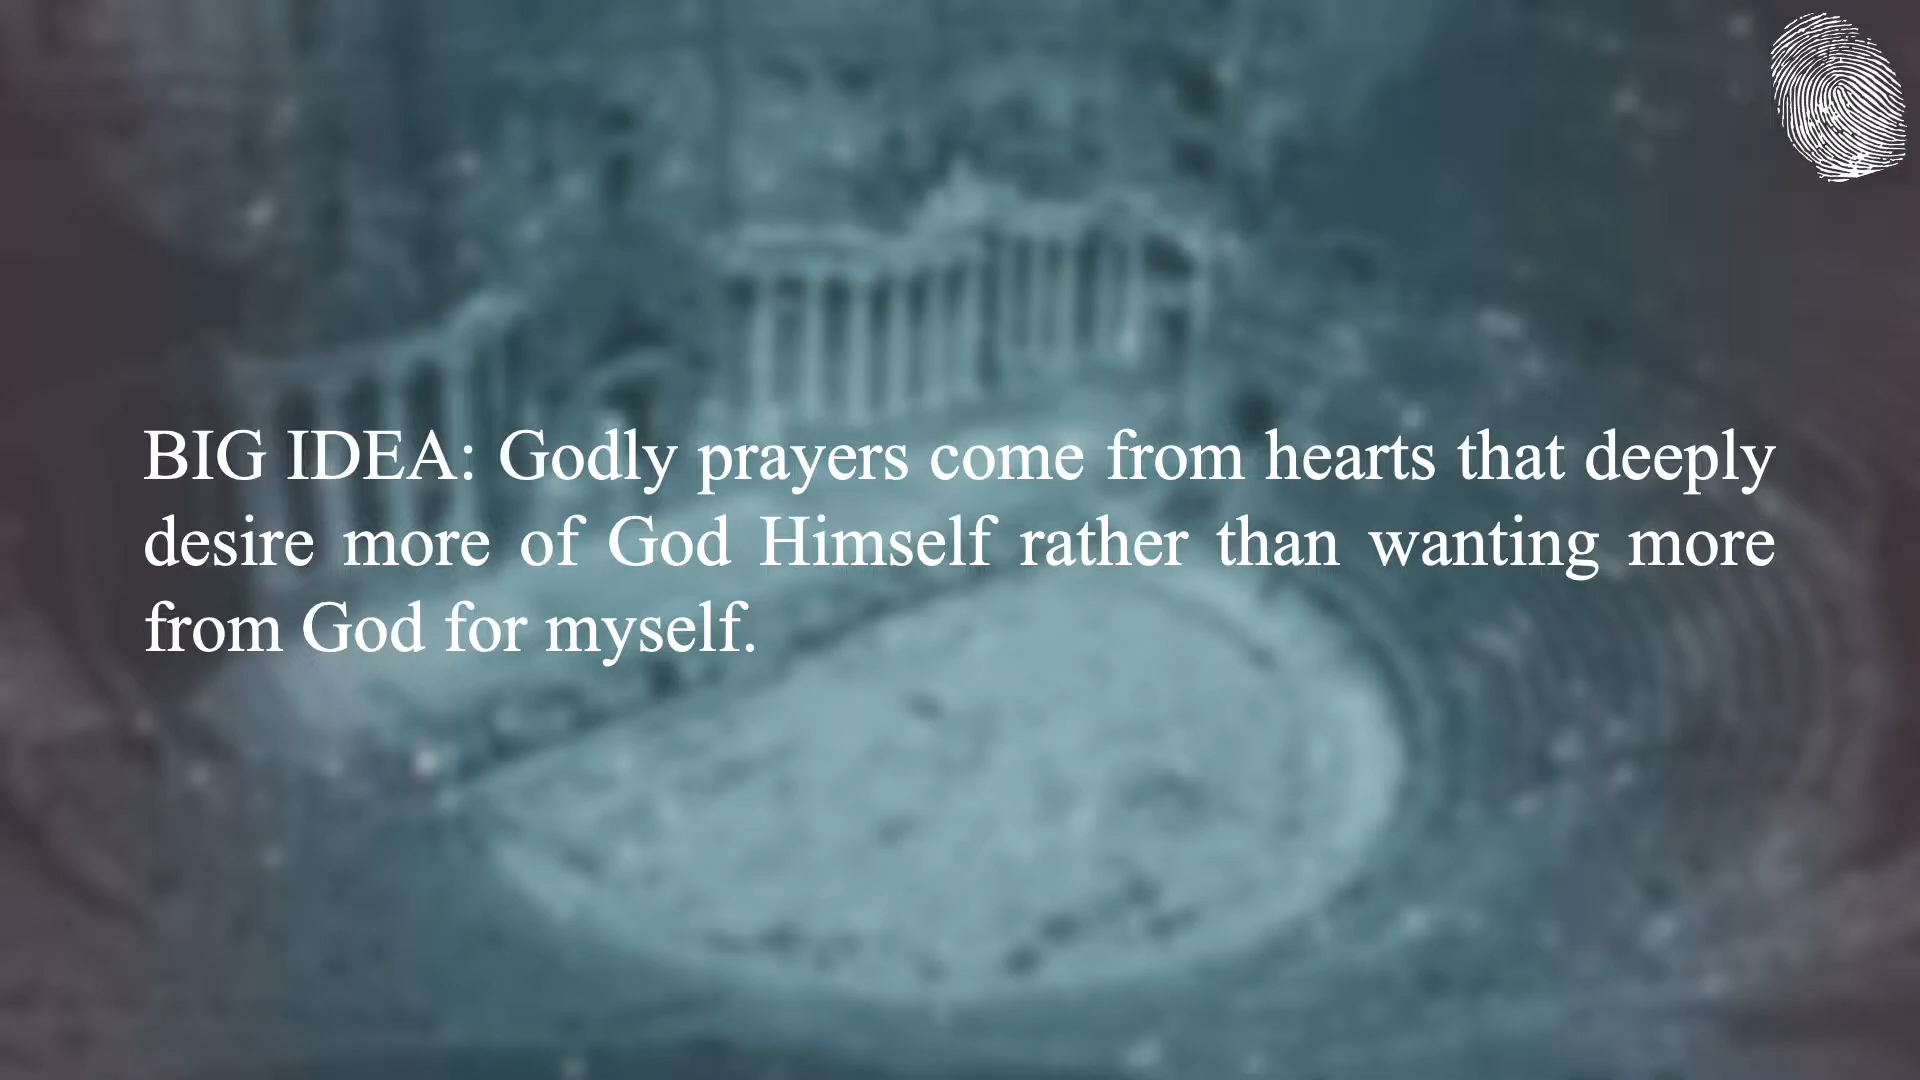 BIG IDEA: Godly prayers come from hearts that deeply
desire more of God Himself rather than wanting more
from God for myself.